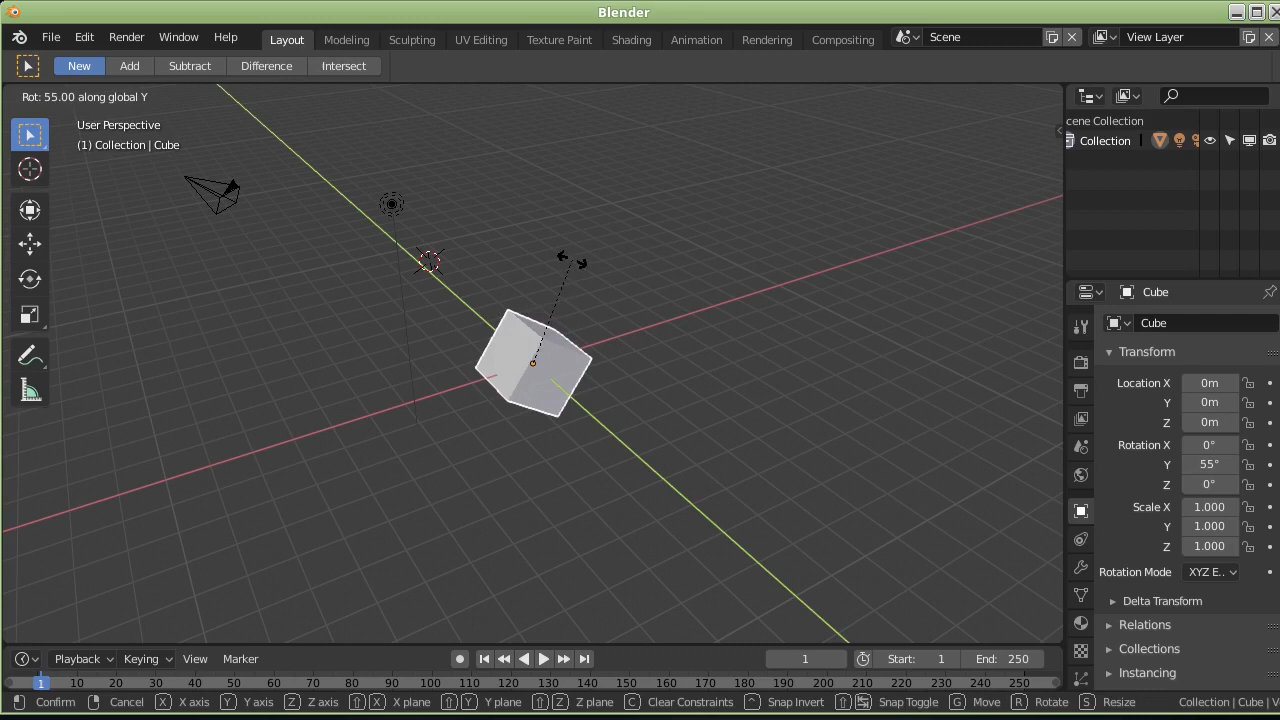 Blender
File Edit Render Window Help Layout Modeling Sculpting UV Editing Texture Paint Shading Animation Rendering Compositing Scene View Layer
New Add Subtract Difference Intersect
Rot: 55.00 along global Y
User Perspective
(1) Collection | Cube
cene Collection
Collection
Cube
Cube
Transform
Location X 0m
Y 0m
Z 0m
Rotation X 0°
Y 55°
Z 0°
Scale X 1.000
Y 1.000
Z 1.000
Rotation Mode XYZ E..
Delta Transform
Relations
Collections
Instancing
Playback Keying View Marker 1 Start: 1 End: 250
1 10 20 30 40 50 60 70 80 90 100 110 120 130 140 150 160 170 180 190 200 210 220 230 240 250
Confirm Cancel X X axis Y Y axis Z Z axis X X plane Y Y plane Z Z plane C Clear Constraints Snap Invert Snap Toggle G Move R Rotate S Resize Collection | Cube | V